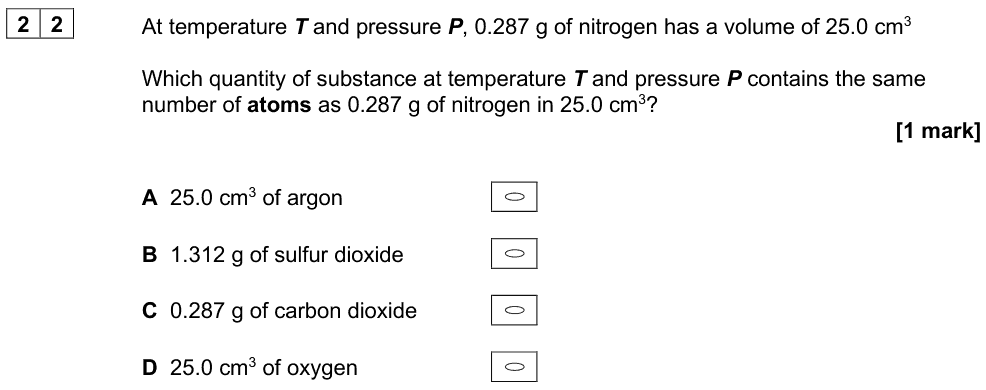 2 2 At temperature T and pressure P, 0.287 g of nitrogen has a volume of 25.0 cm³
Which quantity of substance at temperature T and pressure P contains the same
number of atoms as 0.287 g of nitrogen in 25.0 cm³?
[1 mark]
A 25.0 cm³ of argon
B 1.312 g of sulfur dioxide
C 0.287 g of carbon dioxide
D 25.0 cm³ of oxygen